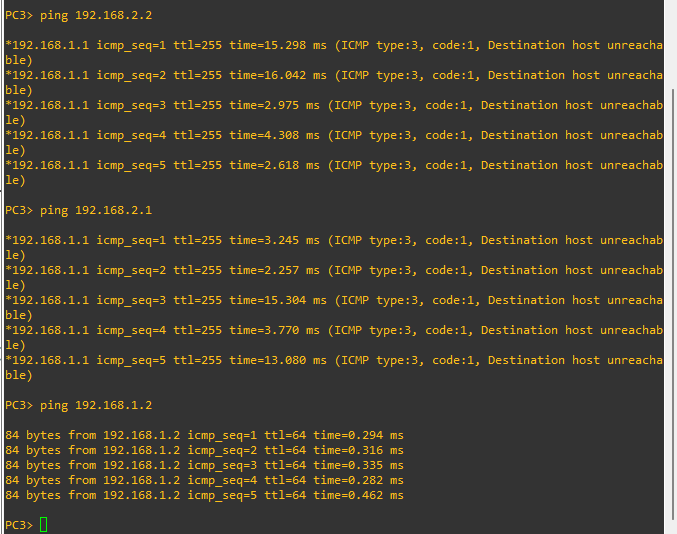 PC3> ping 192.168.2.2
*192.168.1.1 icmp_seq=1 ttl=255 time=15.298 ms (ICMP type:3, code:1, Destination host unreacha
ble)
*192.168.1.1 icmp_seq=2 ttl=255 time=16.042 ms (ICMP type:3, code:1, Destination host unreacha
ble)
*192.168.1.1 icmp_seq=3 ttl=255 time=2.975 ms (ICMP type:3, code:1, Destination host unreachab
le)
*192.168.1.1 icmp_seq=4 ttl=255 time=4.308 ms (ICMP type:3, code:1, Destination host unreachab
le)
*192.168.1.1 icmp_seq=5 ttl=255 time=2.618 ms (ICMP type:3, code:1, Destination host unreachab
le)
PC3> ping 192.168.2.1
*192.168.1.1 icmp_seq=1 ttl=255 time=3.245 ms (ICMP type:3, code:1, Destination host unreachab
le)
*192.168.1.1 icmp_seq=2 ttl=255 time=2.257 ms (ICMP type:3, code:1, Destination host unreachab
le)
*192.168.1.1 icmp_seq=3 ttl=255 time=15.304 ms (ICMP type:3, code:1, Destination host unreacha
ble)
*192.168.1.1 icmp_seq=4 ttl=255 time=3.770 ms (ICMP type:3, code:1, Destination host unreachab
le)
*192.168.1.1 icmp_seq=5 ttl=255 time=13.080 ms (ICMP type:3, code:1, Destination host unreacha
ble)
PC3> ping 192.168.1.2
84 bytes from 192.168.1.2 icmp_seq=1 ttl=64 time=0.294 ms
84 bytes from 192.168.1.2 icmp_seq=2 ttl=64 time=0.316 ms
84 bytes from 192.168.1.2 icmp_seq=3 ttl=64 time=0.335 ms
84 bytes from 192.168.1.2 icmp_seq=4 ttl=64 time=0.282 ms
84 bytes from 192.168.1.2 icmp_seq=5 ttl=64 time=0.462 ms
PC3>